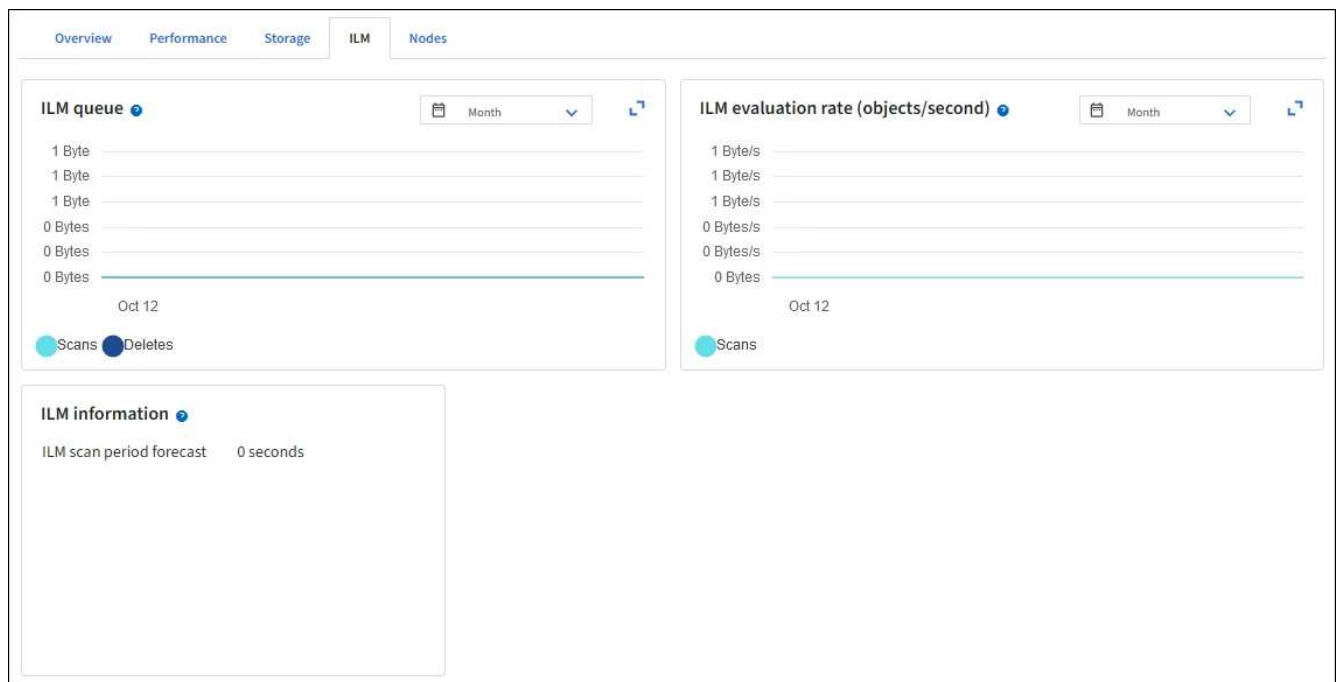 Overview Performance Storage ILM Nodes
ILM queue ?
Month
1 Byte
1 Byte
1 Byte
0 Bytes
0 Bytes
0 Bytes
Oct 12
Scans Deletes
ILM evaluation rate (objects/second) ?
Month
1 Byte/s
1 Byte/s
1 Byte/s
0 Bytes/s
0 Bytes/s
0 Bytes
Oct 12
Scans
ILM information ?
ILM scan period forecast 0 seconds